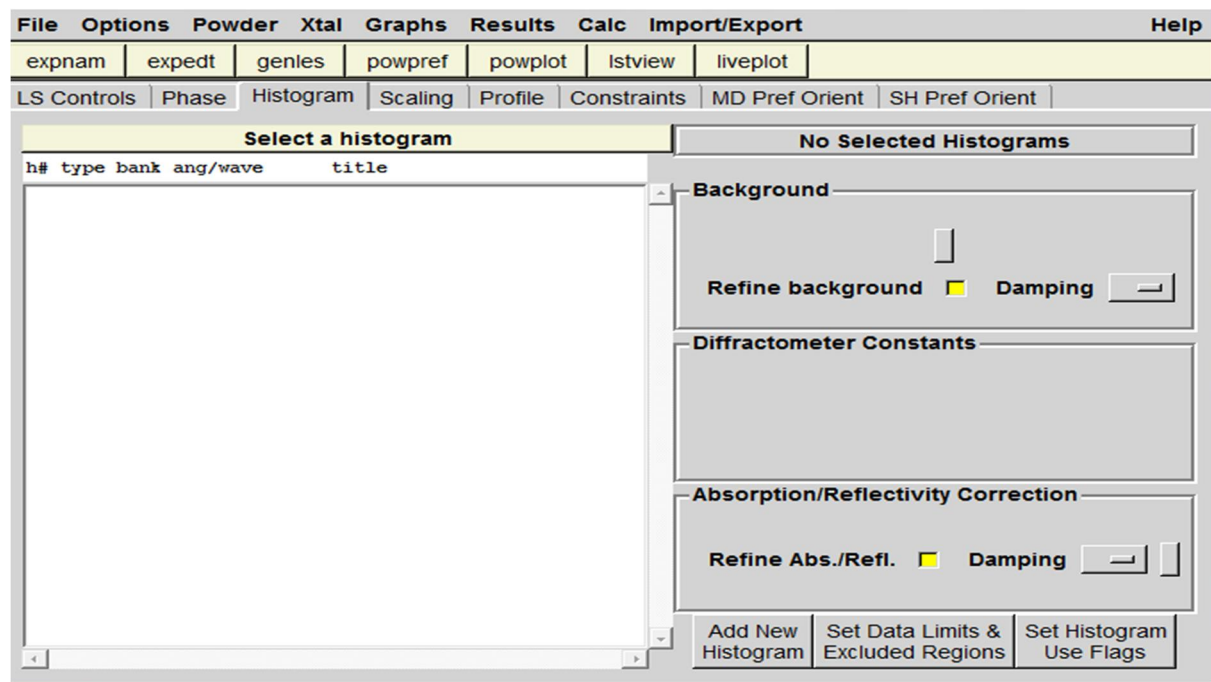 File Options Powder Xtal Graphs Results Calc Import/Export Help
expnam expedt genles powpref powplot lstview liveplot
LS Controls Phase Histogram Scaling Profile Constraints MD Pref Orient SH Pref Orient
Select a histogram
h# type bank ang/wave title
No Selected Histograms
Background
Refine background Damping
Diffractometer Constants
Absorption/Reflectivity Correction
Refine Abs./Refl. Damping
Add New
Histogram
Set Data Limits &
Excluded Regions
Set Histogram
Use Flags